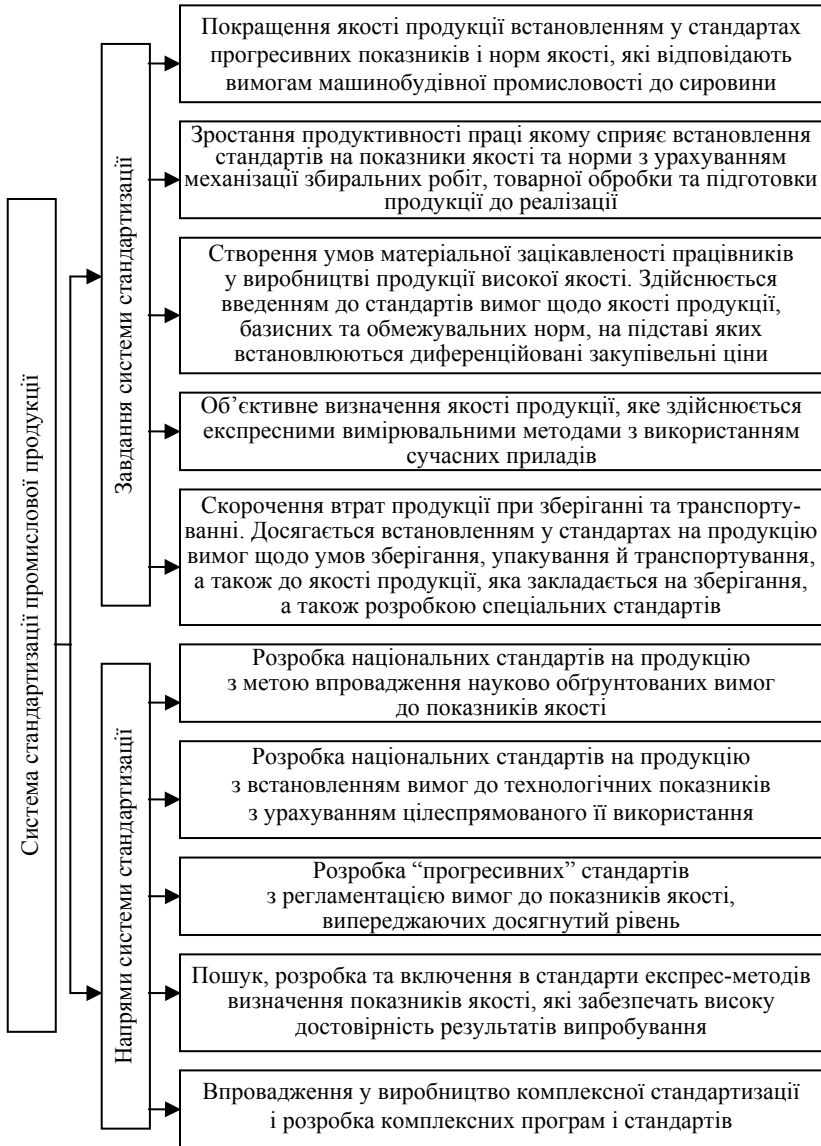 Система стандартизації промислової продукції
Завдання системи стандартизації
Покращення якості продукції встановленням у стандартах
прогресивних показників і норм якості, які відповідають
вимогам машинобудівної промисловості до сировини
Зростання продуктивності праці якому сприяє встановлення
стандартів на показники якості та норми з урахуванням
механізації збиральних робіт, товарної обробки та підготовки
продукції до реалізації
Створення умов матеріальної зацікавленості працівників
у виробництві продукції високої якості. Здійснюється
введенням до стандартів вимог щодо якості продукції,
базисних та обмежувальних норм, на підставі яких
встановлюються диференційовані закупівельні ціни
Об’єктивне визначення якості продукції, яке здійснюється
експресними вимірювальними методами з використанням
сучасних приладів
Скорочення втрат продукції при зберіганні та транспорту-
ванні. Досягається встановленням у стандартах на продукцію
вимог щодо умов зберігання, упакування й транспортування,
а також до якості продукції, яка закладається на зберігання,
а також розробкою спеціальних стандартів
Напрями системи стандартизації
Розробка національних стандартів на продукцію
з метою впровадження науково обґрунтованих вимог
до показників якості
Розробка національних стандартів на продукцію
з встановленням вимог до технологічних показників
з урахуванням цілеспрямованого її використання
Розробка “прогресивних” стандартів
з регламентацією вимог до показників якості,
випереджаючих досягнутий рівень
Пошук, розробка та включення в стандарти експрес-методів
визначення показників якості, які забезпечать високу
достовірність результатів випробування
Впровадження у виробництво комплексної стандартизації
і розробка комплексних програм і стандартів